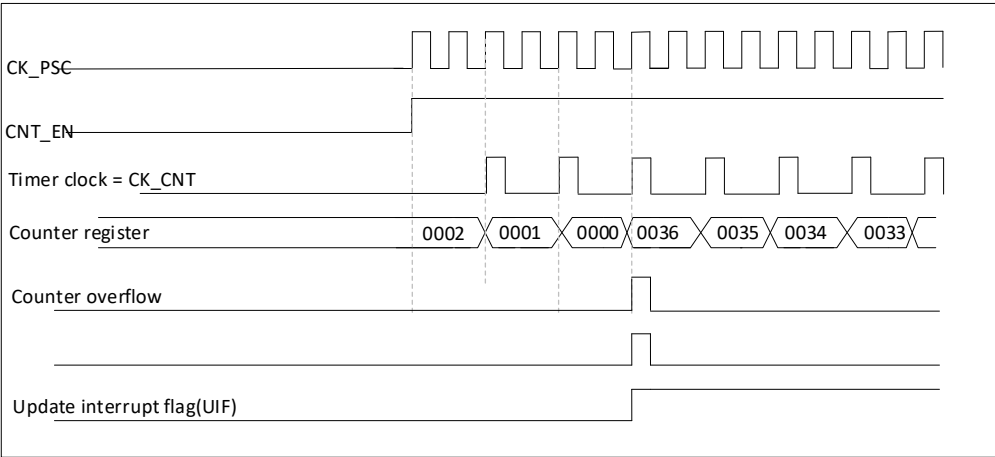 CK_PSC
CNT_EN
Timer clock = CK_CNT
Counter register 0002 0001 0000 0036 0035 0034 0033
Counter overflow
Update interrupt flag(UIF)